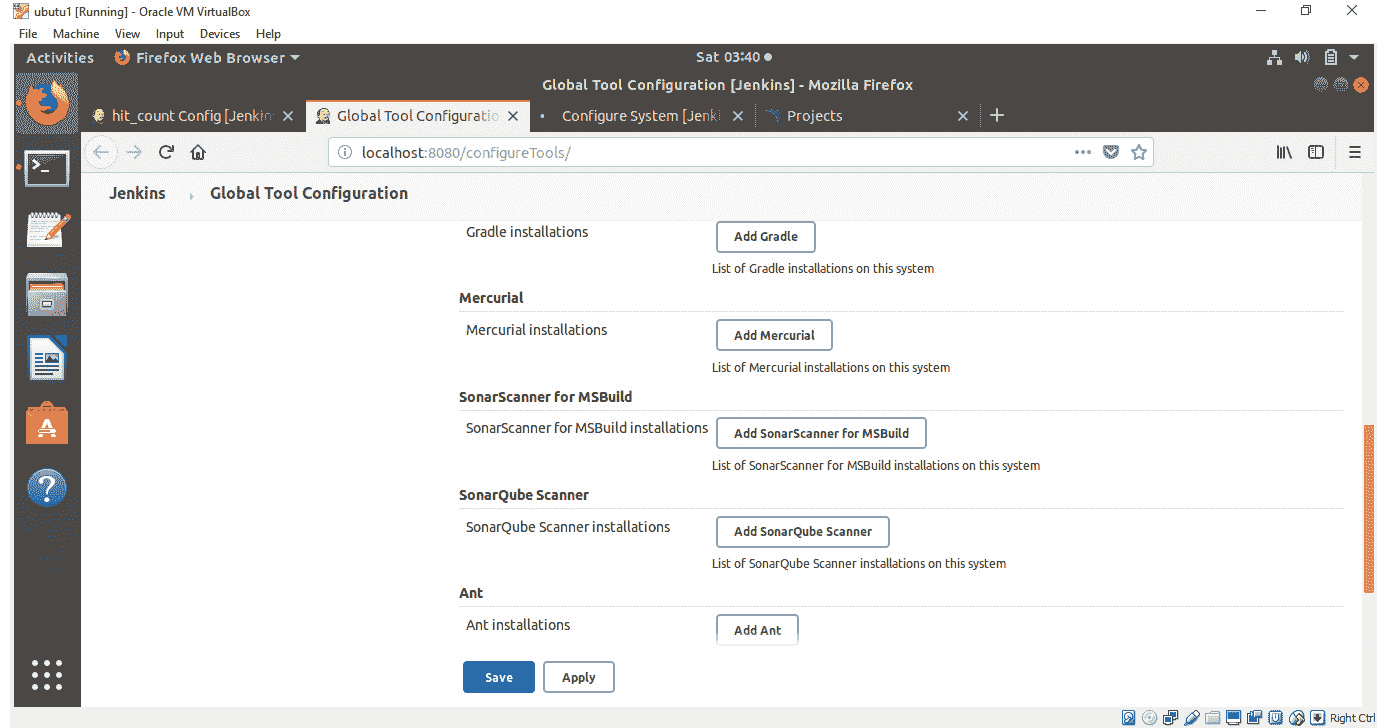 ubutu1 [Running] - Oracle VM VirtualBox
File Machine View Input Devices Help
Activities Firefox Web Browser Sat 03:40
Global Tool Configuration [Jenkins] - Mozilla Firefox
hit_count Config [Jenkins Global Tool Configuratio Configure System [Jenki Projects
localhost:8080/configureTools/
Jenkins Global Tool Configuration
Gradle installations Add Gradle
List of Gradle installations on this system
Mercurial
Mercurial installations Add Mercurial
List of Mercurial installations on this system
SonarScanner for MSBuild
SonarScanner for MSBuild installations Add SonarScanner for MSBuild
List of SonarScanner for MSBuild installations on this system
SonarQube Scanner
SonarQube Scanner installations Add SonarQube Scanner
List of SonarQube Scanner installations on this system
Ant
Ant installations Add Ant
Save Apply
Right Ctrl